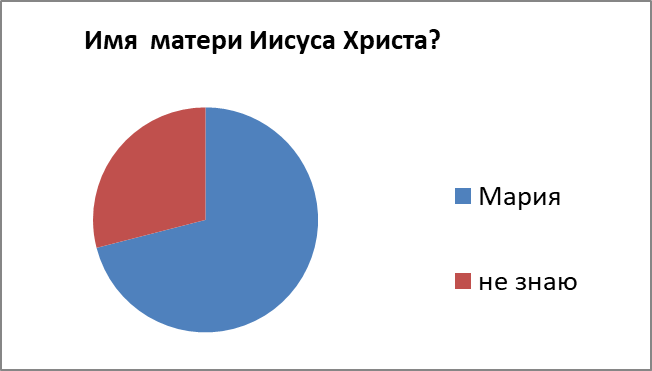 Имя  матери Иисуса Христа?
Мария
не знаю